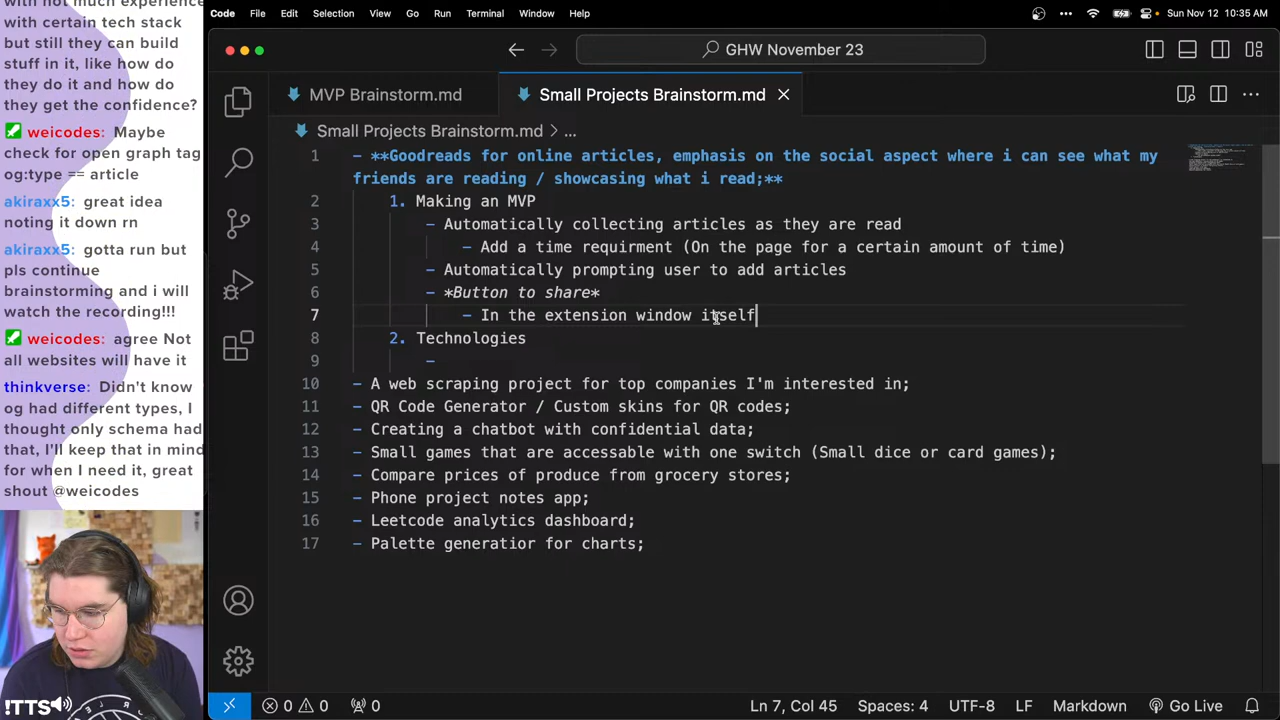 with not much experience
with certain tech stack
but still they can build
stuff in it, like how do
they do it and how do
they get the confidence?
weicodes: Maybe
check for open graph tag
og:type == article
akiraxx5: great idea
noting it down rn
akiraxx5: gotta run but
pls continue
brainstorming and i will
watch the recording!!!
weicodes: agree Not
all websites will have it
thinkverse: Didn't know
og had different types, I
thought only schema had
that, I'll keep that in mind
for when I need it, great
shout @weicodes
!TTS
Code File Edit Selection View Go Run Terminal Window Help
Sun Nov 12 10:35 AM
GHW November 23
MVP Brainstorm.md
Small Projects Brainstorm.md
Small Projects Brainstorm.md > ...
1 - **Goodreads for online articles, emphasis on the social aspect where i can see what my
friends are reading / showcasing what i read;**
2 1. Making an MVP
3 - Automatically collecting articles as they are read
4 - Add a time requirment (On the page for a certain amount of time)
5 - Automatically prompting user to add articles
6 - *Button to share*
7 - In the extension window itself
8 2. Technologies
9 -
10 - A web scraping project for top companies I'm interested in;
11 - QR Code Generator / Custom skins for QR codes;
12 - Creating a chatbot with confidential data;
13 - Small games that are accessable with one switch (Small dice or card games);
14 - Compare prices of produce from grocery stores;
15 - Phone project notes app;
16 - Leetcode analytics dashboard;
17 - Palette generatior for charts;
0 0 0
Ln 7, Col 45 Spaces: 4 UTF-8 LF Markdown Go Live